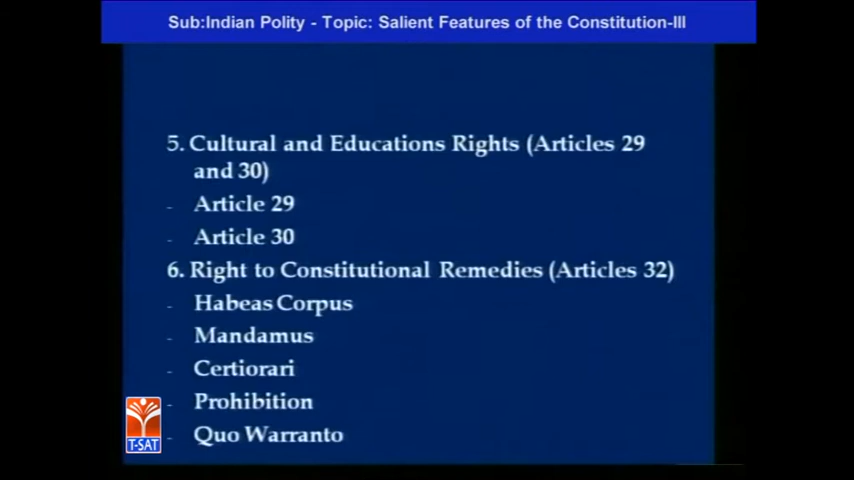 Sub:Indian Polity - Topic: Salient Features of the Constitution-III
5. Cultural and Educations Rights (Articles 29
and 30)
- Article 29
- Article 30
6. Right to Constitutional Remedies (Articles 32)
- Habeas Corpus
- Mandamus
- Certiorari
- Prohibition
- Quo Warranto
T-SAT